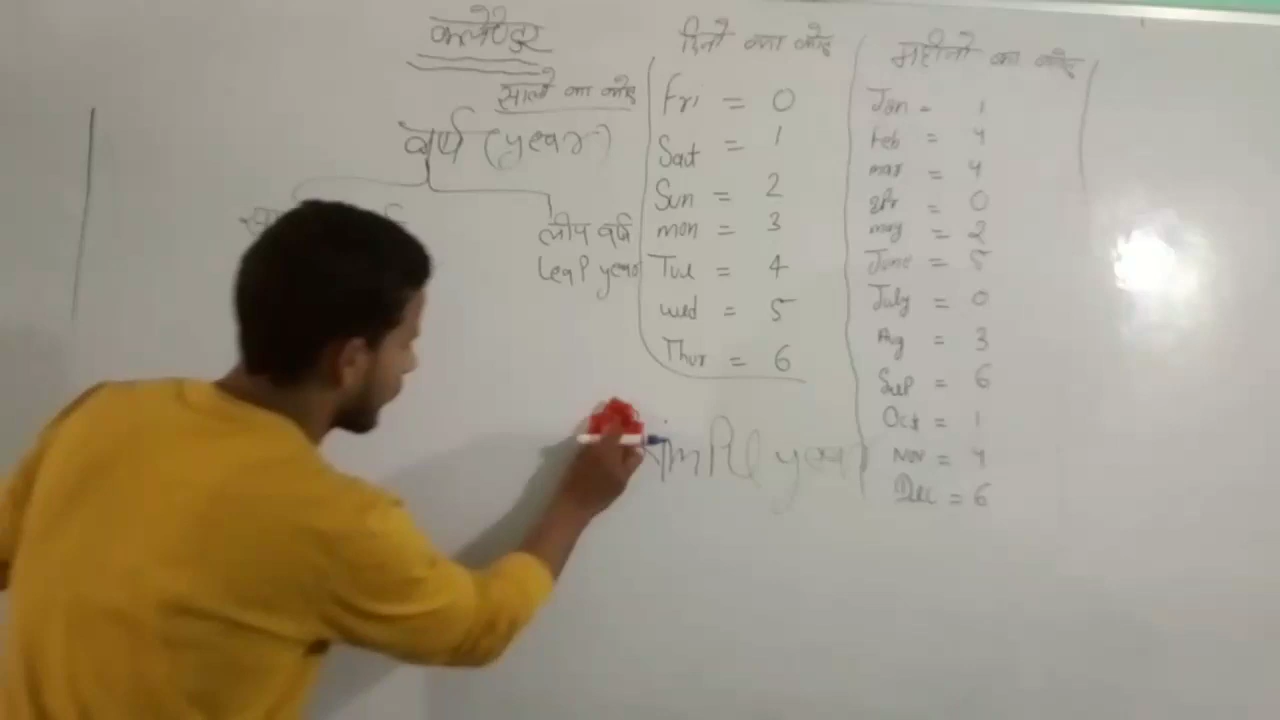 कलेण्डर
सालो का कोड
वर्ष (year)
लीप वर्ष
Leap year
दिनो का कोड
Fri = 0
Sat = 1
Sun = 2
mon = 3
Tue = 4
wed = 5
Thur = 6
महीनो का कोड
Jan = 1
Feb = 4
mar = 4
apr = 0
may = 2
June = 5
July = 0
Aug = 3
Sep = 6
Oct = 1
Nov = 4
Dec = 6
year